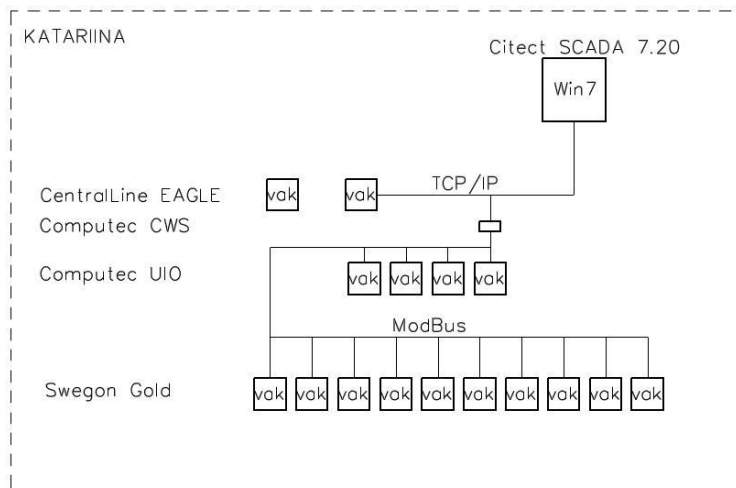 KATARIINA
Citect SCADA 7.20
Win7
TCP/IP
CentralLine EAGLE vak vak
Computec CWS
Computec UIO vak vak vak vak
ModBus
Swegon Gold vak vak vak vak vak vak vak vak vak vak